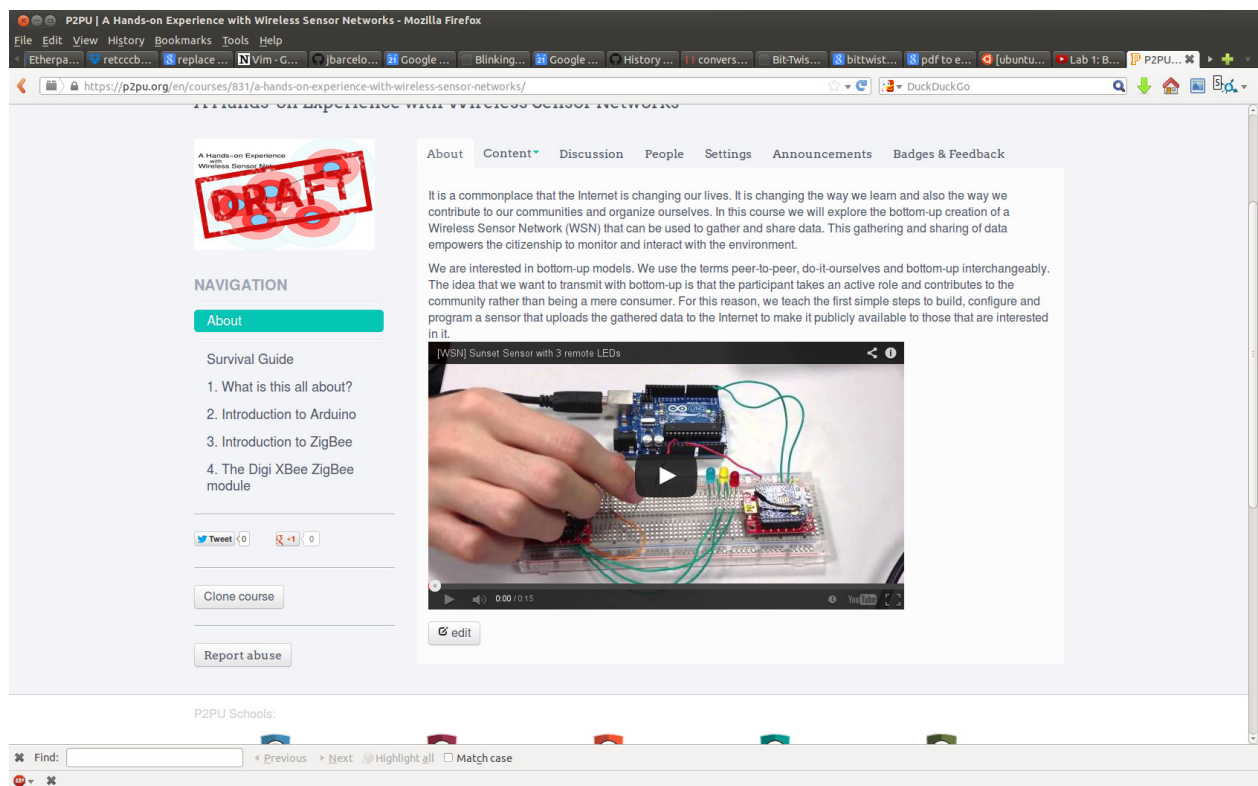 P2PU | A Hands-on Experience with Wireless Sensor Networks - Mozilla Firefox
File Edit View History Bookmarks Tools Help
Etherpa... retcccb... replace ... Vim - G... jbarcelo... Google ... Blinking... Google ... History ... convers... Bit-Twis... bittwist... pdf to e... [ubuntu... Lab 1: B... P2PU...
https://p2pu.org/en/courses/831/a-hands-on-experience-with-wireless-sensor-networks/ DuckDuckGo
A Hands-on Experience with Wireless Sensor Networks
A Hands-on Experience
with
Wireless Sensor Networks
DRAFT
About Content Discussion People Settings Announcements Badges & Feedback
It is a commonplace that the Internet is changing our lives. It is changing the way we learn and also the way we
contribute to our communities and organize ourselves. In this course we will explore the bottom-up creation of a
Wireless Sensor Network (WSN) that can be used to gather and share data. This gathering and sharing of data
empowers the citizenship to monitor and interact with the environment.
We are interested in bottom-up models. We use the terms peer-to-peer, do-it-ourselves and bottom-up interchangeably.
The idea that we want to transmit with bottom-up is that the participant takes an active role and contributes to the
community rather than being a mere consumer. For this reason, we teach the first simple steps to build, configure and
program a sensor that uploads the gathered data to the Internet to make it publicly available to those that are interested
in it.
NAVIGATION
About
Survival Guide
1. What is this all about?
2. Introduction to Arduino
3. Introduction to ZigBee
4. The Digi XBee ZigBee
module
Tweet 0 +1 0
Clone course
Report abuse
[WSN] Sunset Sensor with 3 remote LEDs
UNO
ARDUINO
0:00 / 0:15 YouTube
edit
P2PU Schools:
Find: Previous Next Highlight all Match case
ABP